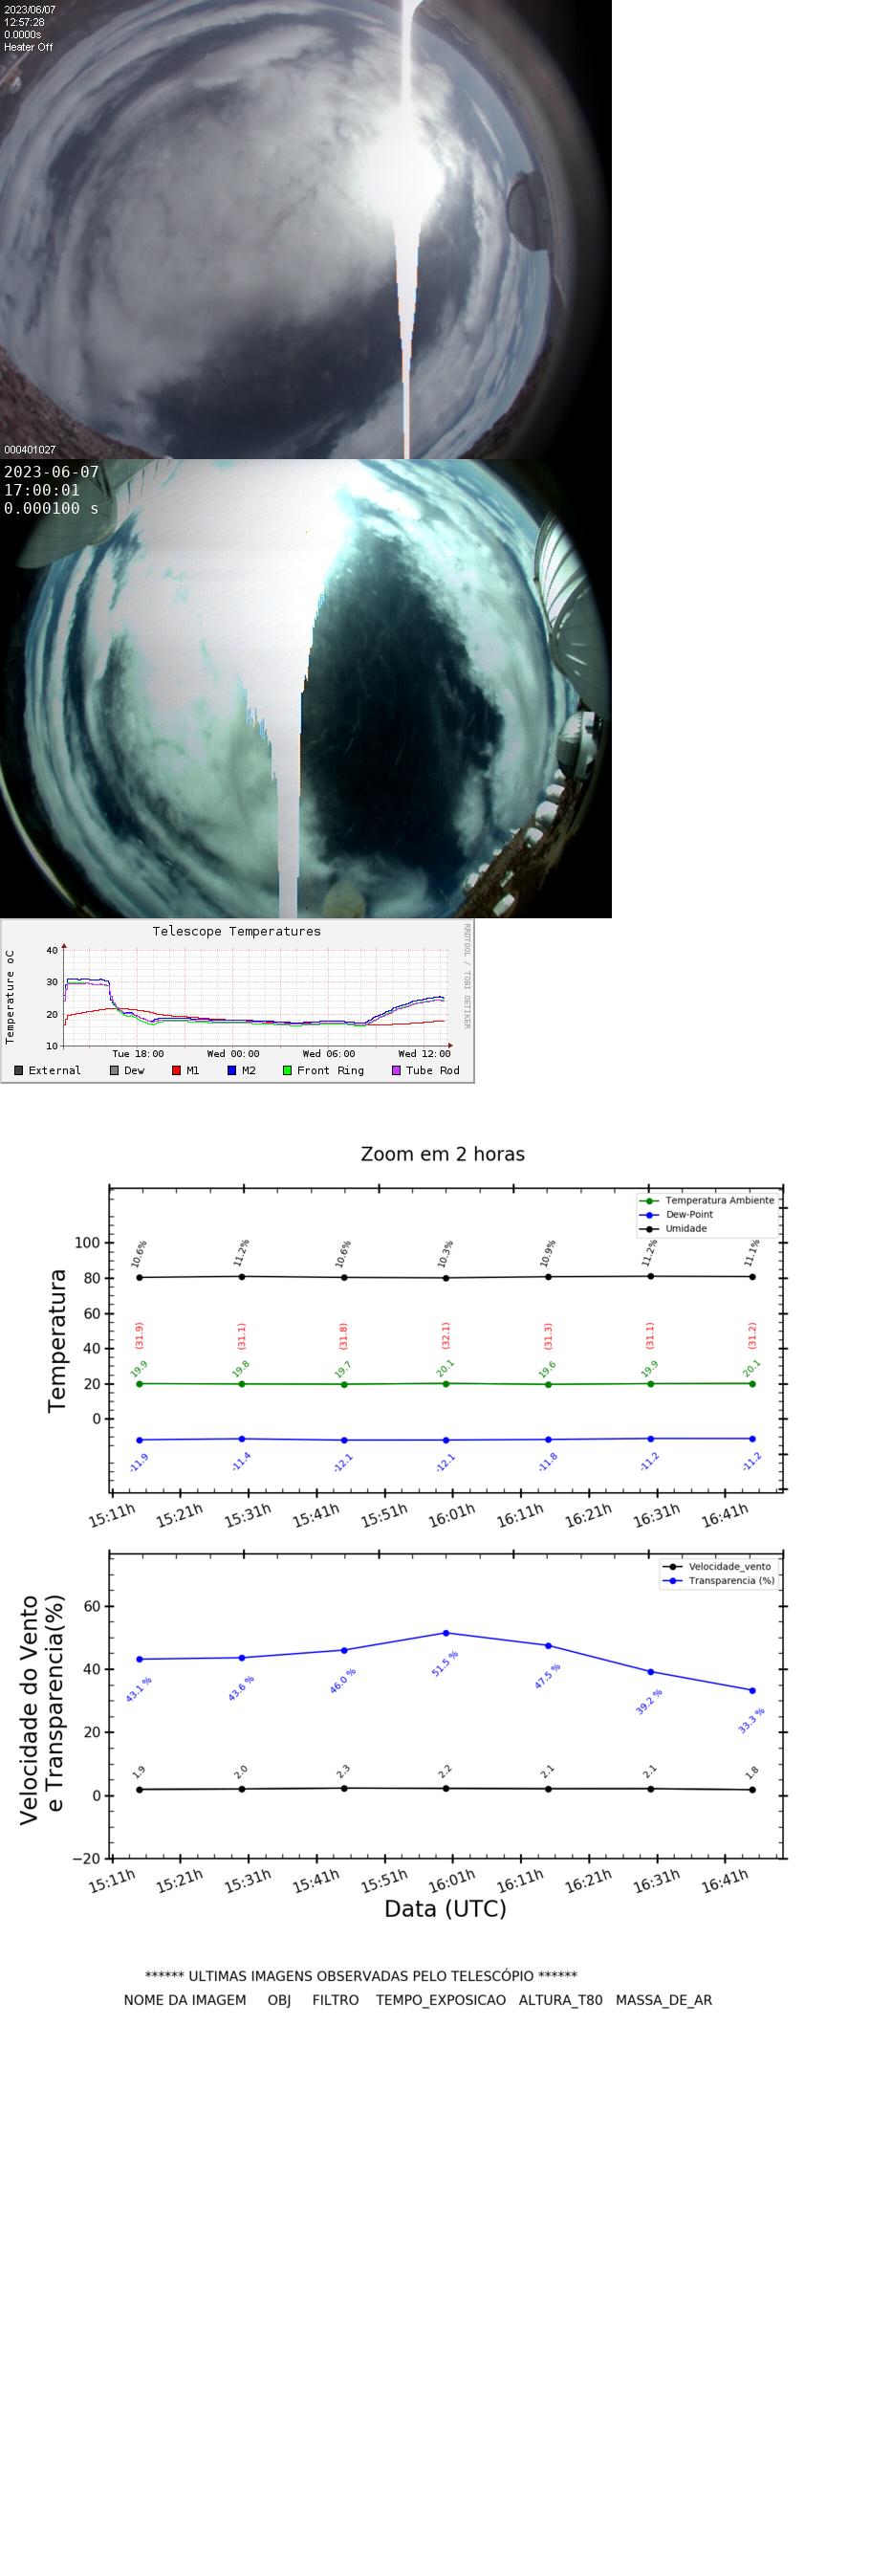 2023/06/07
12:57:28
0.0000s
Heater Off
000401027
2023-06-07
17:00:01
0.000100 s
Telescope Temperatures
RRDTOOL / TOBI OETIKER
Temperature oC
40
30
20
10
Tue 18:00 Wed 00:00 Wed 06:00 Wed 12:00
External Dew M1 M2 Front Ring Tube Rod
Zoom em 2 horas
Temperatura Ambiente
Dew-Point
Umidade
Temperatura
100
80
60
40
20
0
10.6% 11.2% 10.6% 10.3% 10.9% 11.2% 11.1%
(31.9) (31.1) (31.8) (32.1) (31.3) (31.1) (31.2)
19.9 19.8 19.7 20.1 19.6 19.9 20.1
-11.9 -11.4 -12.1 -12.1 -11.8 -11.2 -11.2
15:11h 15:21h 15:31h 15:41h 15:51h 16:01h 16:11h 16:21h 16:31h 16:41h
Velocidade_vento
Transparencia (%)
Velocidade do Vento
e Transparencia(%)
60
40
20
0
−20
43.1 % 43.6 % 46.0 % 51.5 % 47.5 % 39.2 % 33.3 %
1.9 2.0 2.3 2.2 2.1 2.1 1.8
15:11h 15:21h 15:31h 15:41h 15:51h 16:01h 16:11h 16:21h 16:31h 16:41h
Data (UTC)
****** ULTIMAS IMAGENS OBSERVADAS PELO TELESCÓPIO ******
NOME DA IMAGEM OBJ FILTRO TEMPO_EXPOSICAO ALTURA_T80 MASSA_DE_AR